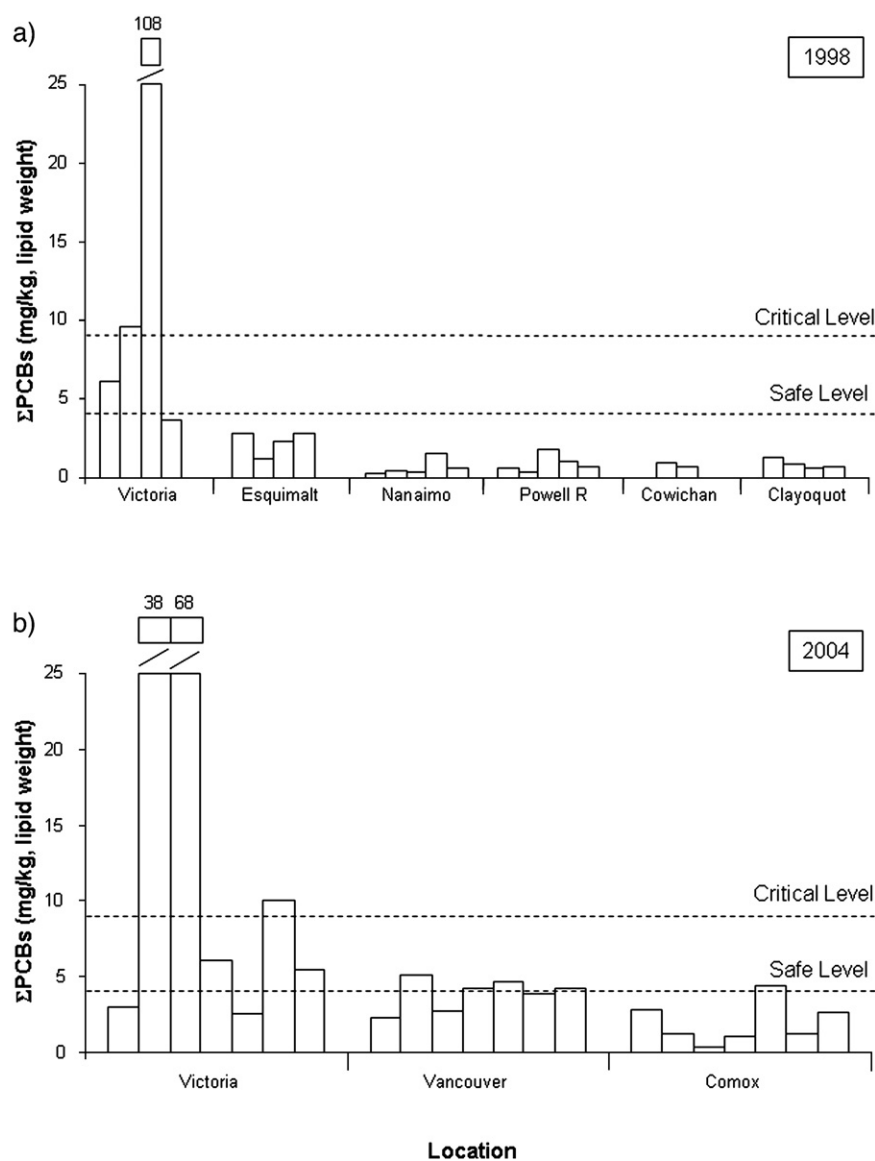 a)
108
1998
ΣPCBs (mg/kg, lipid weight)
25
20
15
10
5
0
Critical Level
Safe Level
Victoria Esquimalt Nanaimo Powell R Cowichan Clayoquot
b)
38 68
2004
ΣPCBs (mg/kg, lipid weight)
25
20
15
10
5
0
Critical Level
Safe Level
Victoria Vancouver Comox
Location